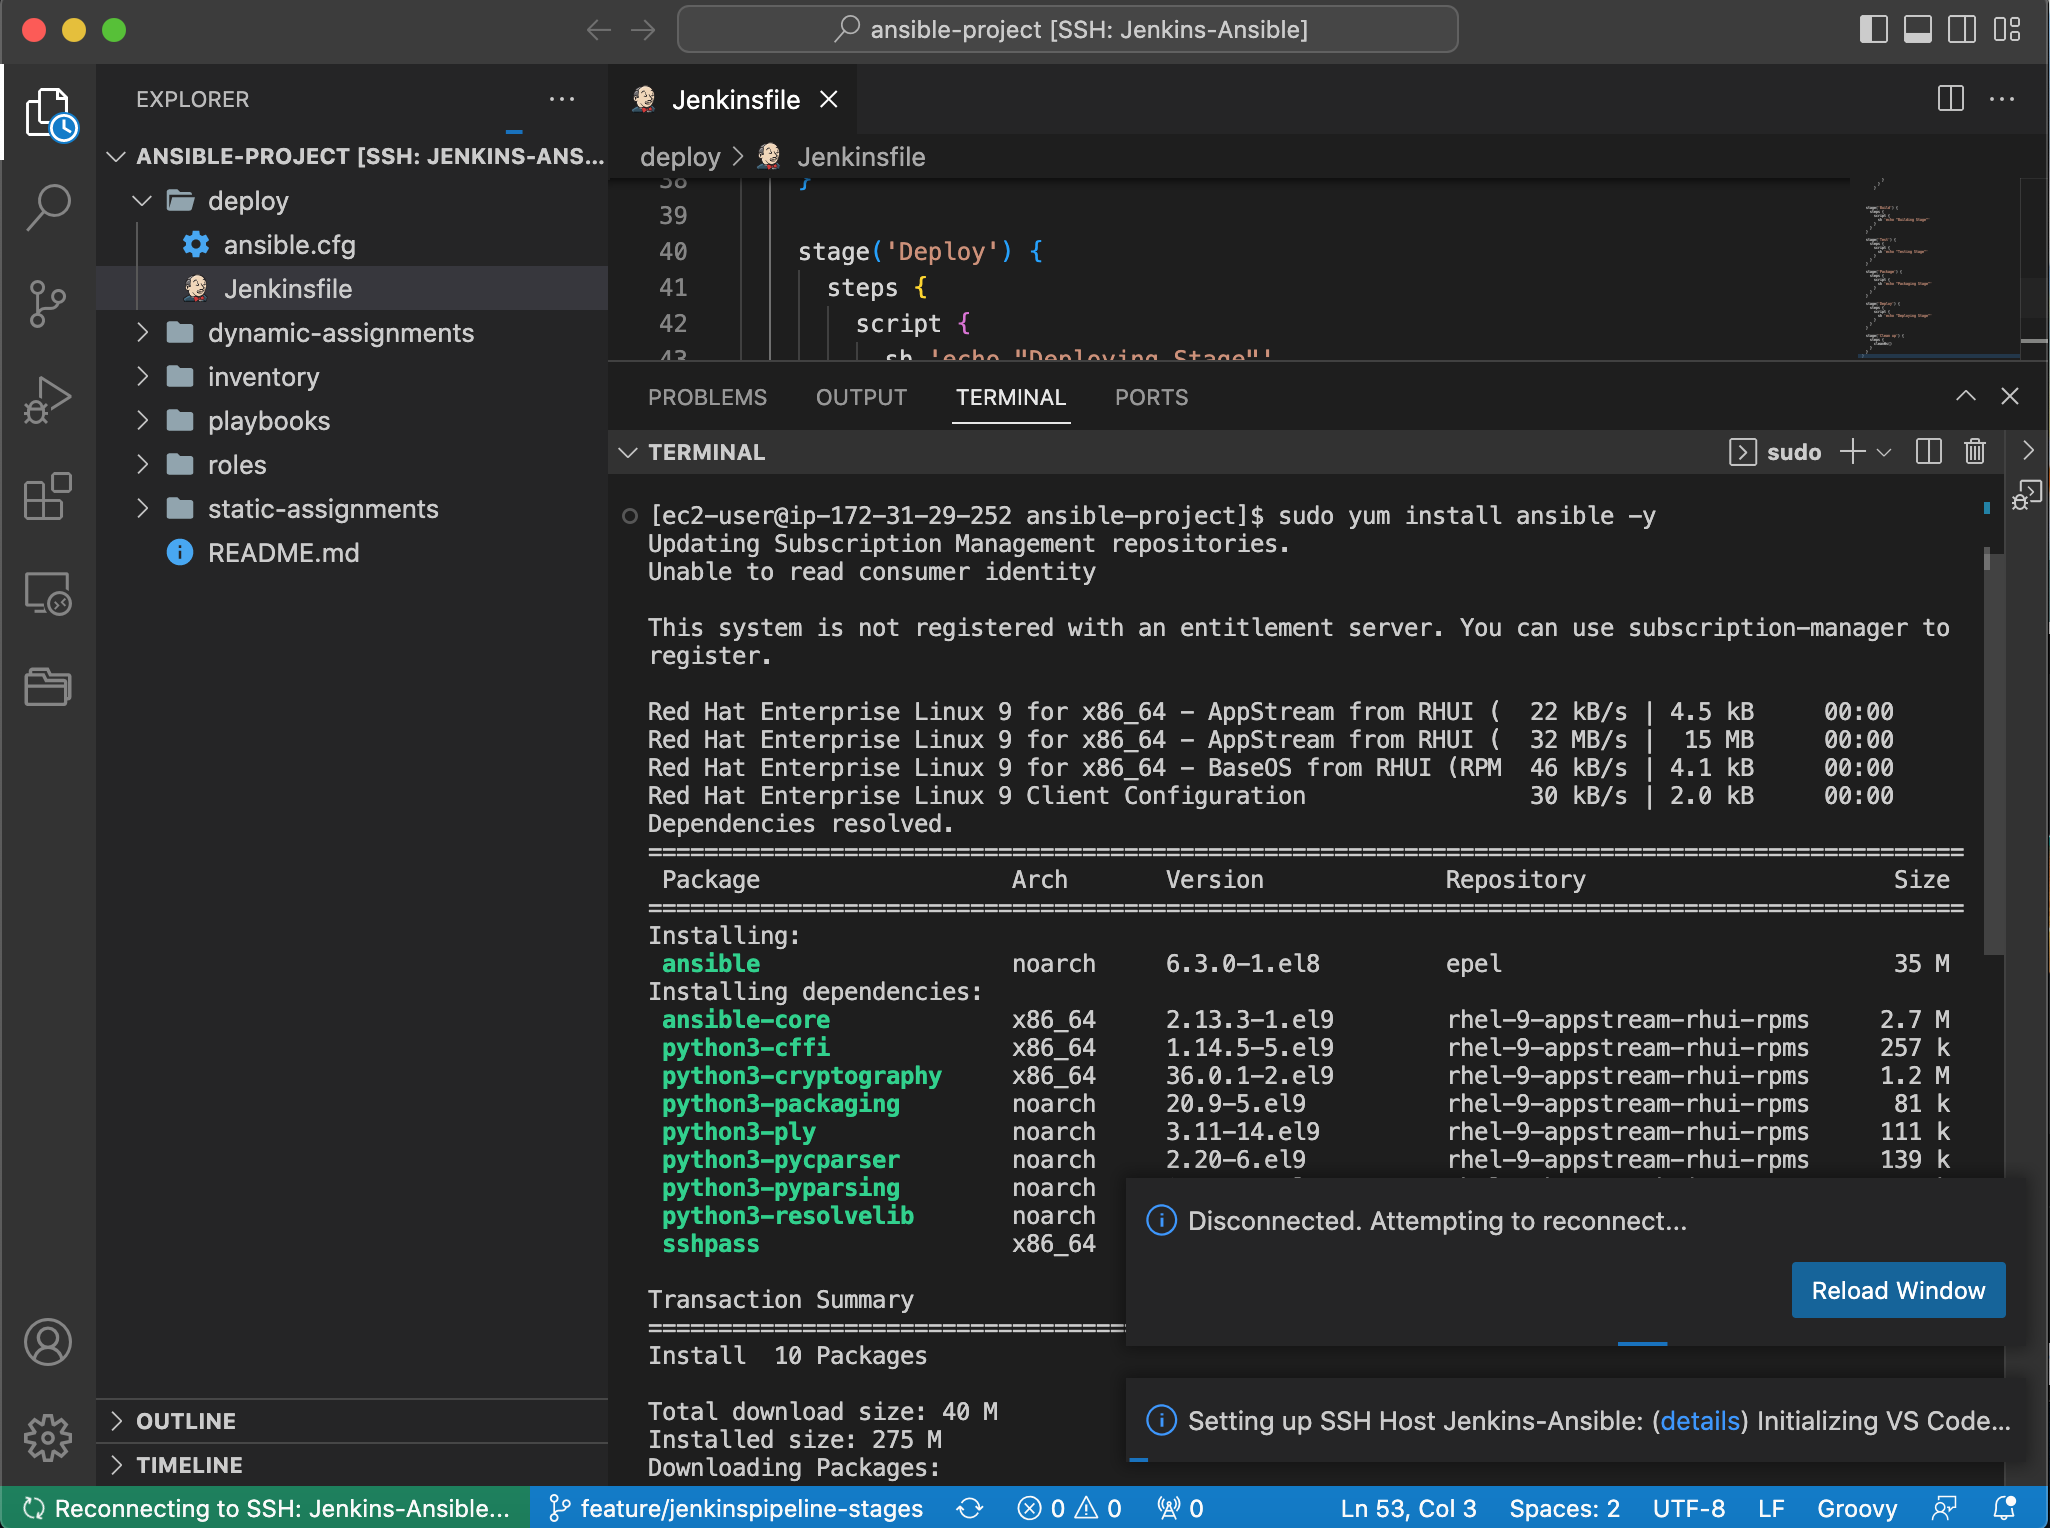 ansible-project [SSH: Jenkins-Ansible]
EXPLORER
ANSIBLE-PROJECT [SSH: JENKINS-ANS...
deploy
ansible.cfg
Jenkinsfile
dynamic-assignments
inventory
playbooks
roles
static-assignments
README.md
OUTLINE
TIMELINE
Jenkinsfile
deploy > Jenkinsfile
38 }
39
40 stage('Deploy') {
41 steps {
42 script {
43 sh 'echo "Deploying Stage"'
PROBLEMS OUTPUT TERMINAL PORTS
TERMINAL
sudo
[ec2-user@ip-172-31-29-252 ansible-project]$ sudo yum install ansible -y
Updating Subscription Management repositories.
Unable to read consumer identity
This system is not registered with an entitlement server. You can use subscription-manager to
register.
Red Hat Enterprise Linux 9 for x86_64 - AppStream from RHUI ( 22 kB/s | 4.5 kB 00:00
Red Hat Enterprise Linux 9 for x86_64 - AppStream from RHUI ( 32 MB/s | 15 MB 00:00
Red Hat Enterprise Linux 9 for x86_64 - BaseOS from RHUI (RPM 46 kB/s | 4.1 kB 00:00
Red Hat Enterprise Linux 9 Client Configuration 30 kB/s | 2.0 kB 00:00
Dependencies resolved.
Package Arch Version Repository Size
Installing:
ansible noarch 6.3.0-1.el8 epel 35 M
Installing dependencies:
ansible-core x86_64 2.13.3-1.el9 rhel-9-appstream-rhui-rpms 2.7 M
python3-cffi x86_64 1.14.5-5.el9 rhel-9-appstream-rhui-rpms 257 k
python3-cryptography x86_64 36.0.1-2.el9 rhel-9-appstream-rhui-rpms 1.2 M
python3-packaging noarch 20.9-5.el9 rhel-9-appstream-rhui-rpms 81 k
python3-ply noarch 3.11-14.el9 rhel-9-appstream-rhui-rpms 111 k
python3-pycparser noarch 2.20-6.el9 rhel-9-appstream-rhui-rpms 139 k
python3-pyparsing noarch
python3-resolvelib noarch
sshpass x86_64
Transaction Summary
Install 10 Packages
Total download size: 40 M
Installed size: 275 M
Downloading Packages:
Disconnected. Attempting to reconnect...
Reload Window
Setting up SSH Host Jenkins-Ansible: (details) Initializing VS Code...
Reconnecting to SSH: Jenkins-Ansible... feature/jenkinspipeline-stages 0 0 0 Ln 53, Col 3 Spaces: 2 UTF-8 LF Groovy